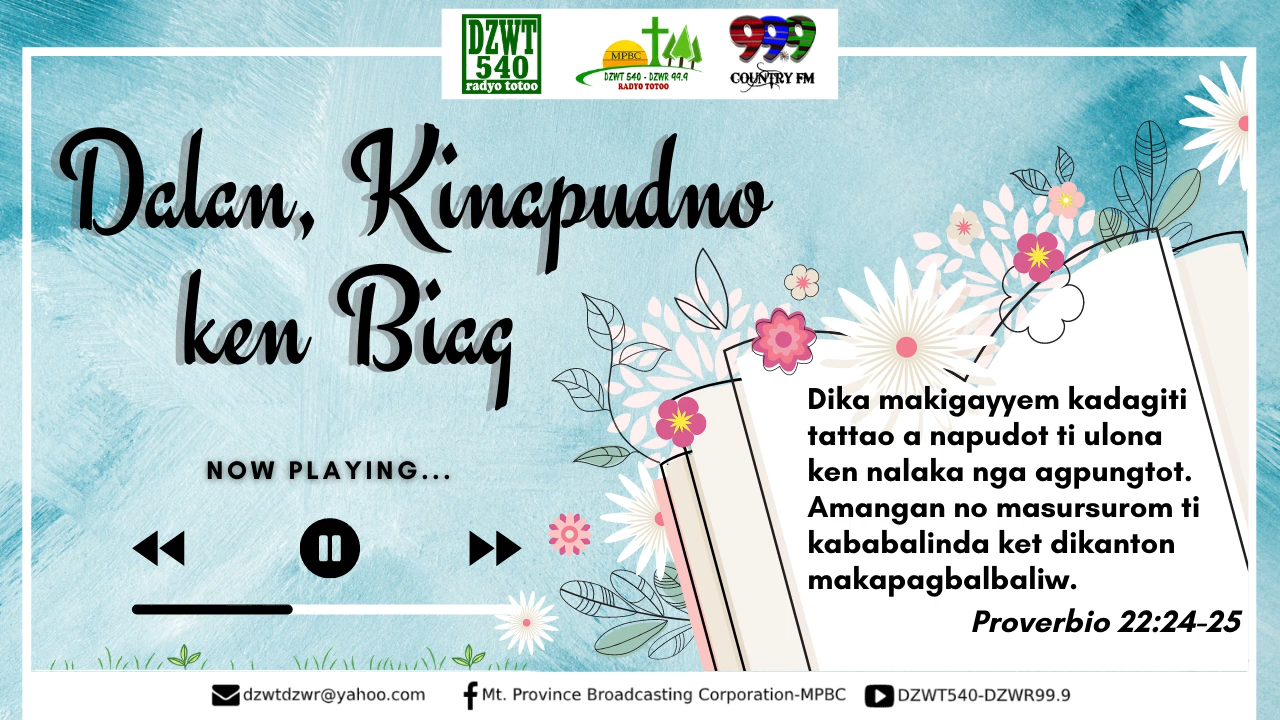 DZWT
540
radyo totoo
MPBC
DZWT 540 - DZWR 99.9
RADYO TOTOO
99.9
COUNTRY FM
Dalan, Kinapudno
ken Biag
NOW PLAYING...
Dika makigayyem kadagiti
tattao a napudot ti ulona
ken nalaka nga agpungtot.
Amangan no masursurom ti
kababalinda ket dikanton
makapagbalbaliw.
Proverbio 22:24-25
dzwtdzwr@yahoo.com
Mt. Province Broadcasting Corporation-MPBC
DZWT540-DZWR99.9